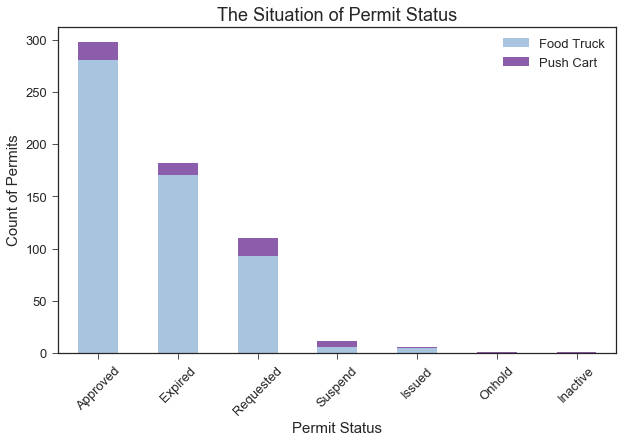 The Situation of Permit Status
Food Truck
Push Cart
Count of Permits
300
250
200
150
100
50
0
Approved
Expired
Requested
Suspend
Issued
Onhold
Inactive
Permit Status